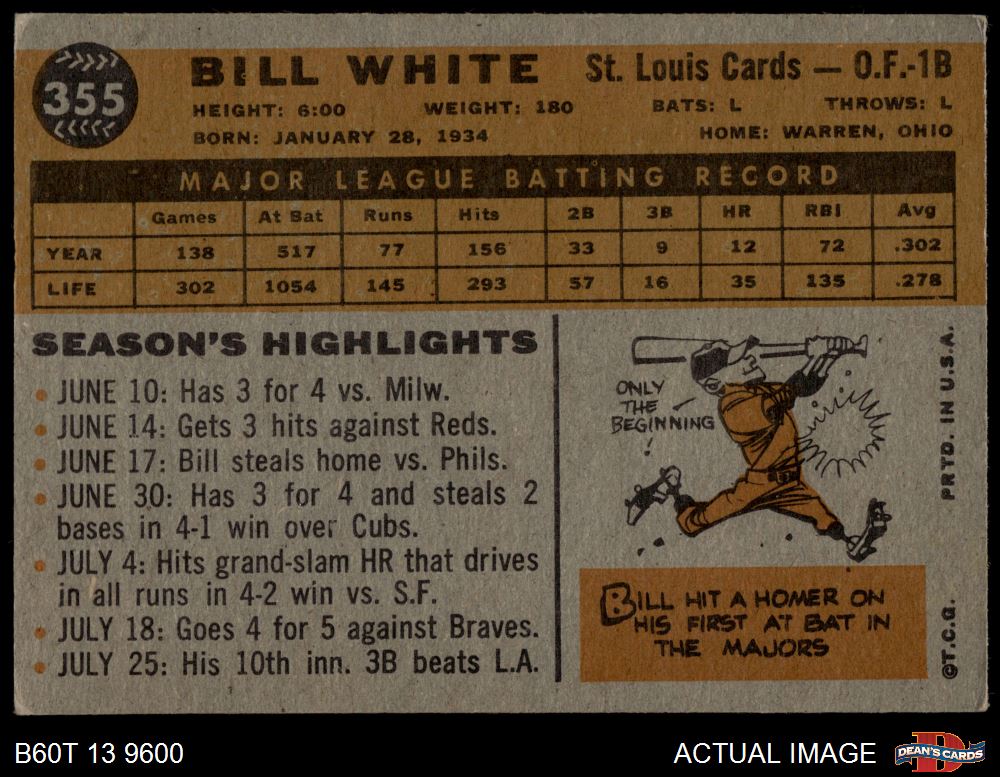 355
BILL WHITE St. Louis Cards — O.F.-1B
HEIGHT: 6:00 WEIGHT: 180 BATS: L THROWS: L
BORN: JANUARY 28, 1934 HOME: WARREN, OHIO
MAJOR LEAGUE BATTING RECORD
Games At Bat Runs Hits 2B 3B HR RBI Avg
YEAR 138 517 77 156 33 9 12 72 .302
LIFE 302 1054 145 293 57 16 35 135 .278
SEASON'S HIGHLIGHTS
• JUNE 10: Has 3 for 4 vs. Milw.
• JUNE 14: Gets 3 hits against Reds.
• JUNE 17: Bill steals home vs. Phils.
• JUNE 30: Has 3 for 4 and steals 2
bases in 4-1 win over Cubs.
• JULY 4: Hits grand-slam HR that drives
in all runs in 4-2 win vs. S.F.
• JULY 18: Goes 4 for 5 against Braves.
• JULY 25: His 10th inn. 3B beats L.A.
ONLY
THE
BEGINNING
!
BILL HIT A HOMER ON
HIS FIRST AT BAT IN
THE MAJORS
©T.C.G. PRTD. IN U.S.A.
B60T 13 9600 ACTUAL IMAGE
D
DEAN'S CARDS